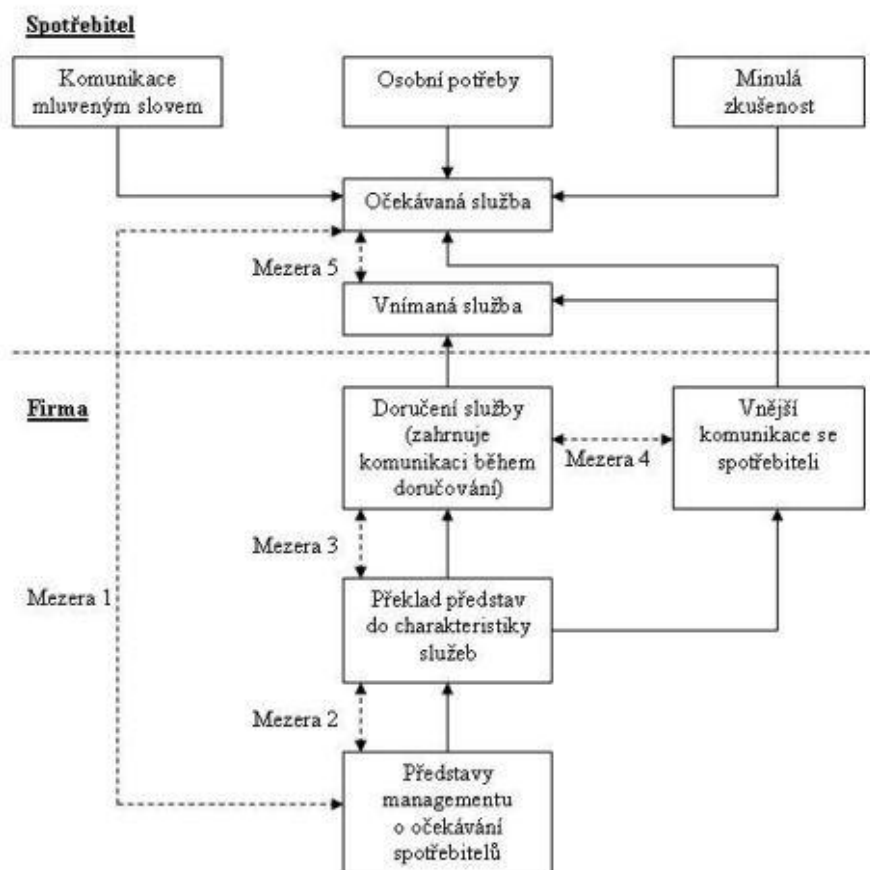 Spotřebitel
Komunikace
mluveným slovem
Osobní potřeby
Minulá
zkušenost
Očekávaná služba
Mezera 5
Vnímaná služba
Firma
Doručení služby
(zahrnuje
komunikaci během
doručování)
Mezera 4
Vnější
komunikace se
spotřebiteli
Mezera 3
Mezera 1
Překlad představ
do charakteristiky
služeb
Mezera 2
Představy
managementu
o očekávání
spotřebitelů